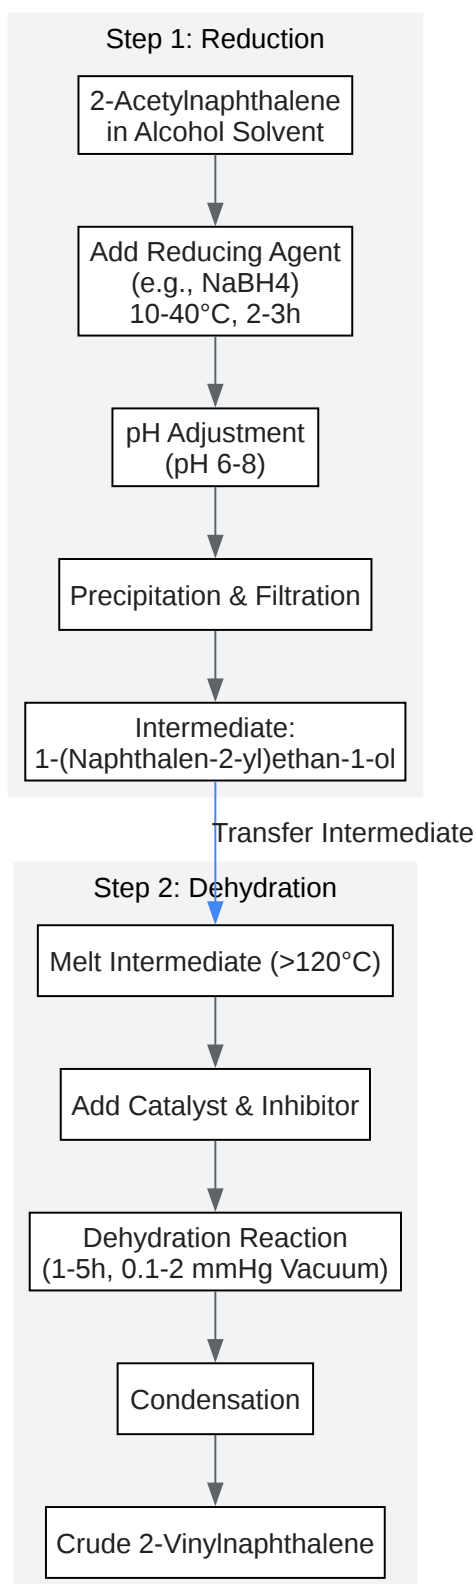 Step 1: Reduction
2-Acetylnaphthalene
in Alcohol Solvent
Add Reducing Agent
(e.g., NaBH4)
10-40°C, 2-3h
pH Adjustment
(pH 6-8)
Precipitation & Filtration
Intermediate:
1-(Naphthalen-2-yl)ethan-1-ol
Transfer Intermediate
Step 2: Dehydration
Melt Intermediate (>120°C)
Add Catalyst & Inhibitor
Dehydration Reaction
(1-5h, 0.1-2 mmHg Vacuum)
Condensation
Crude 2-Vinylnaphthalene